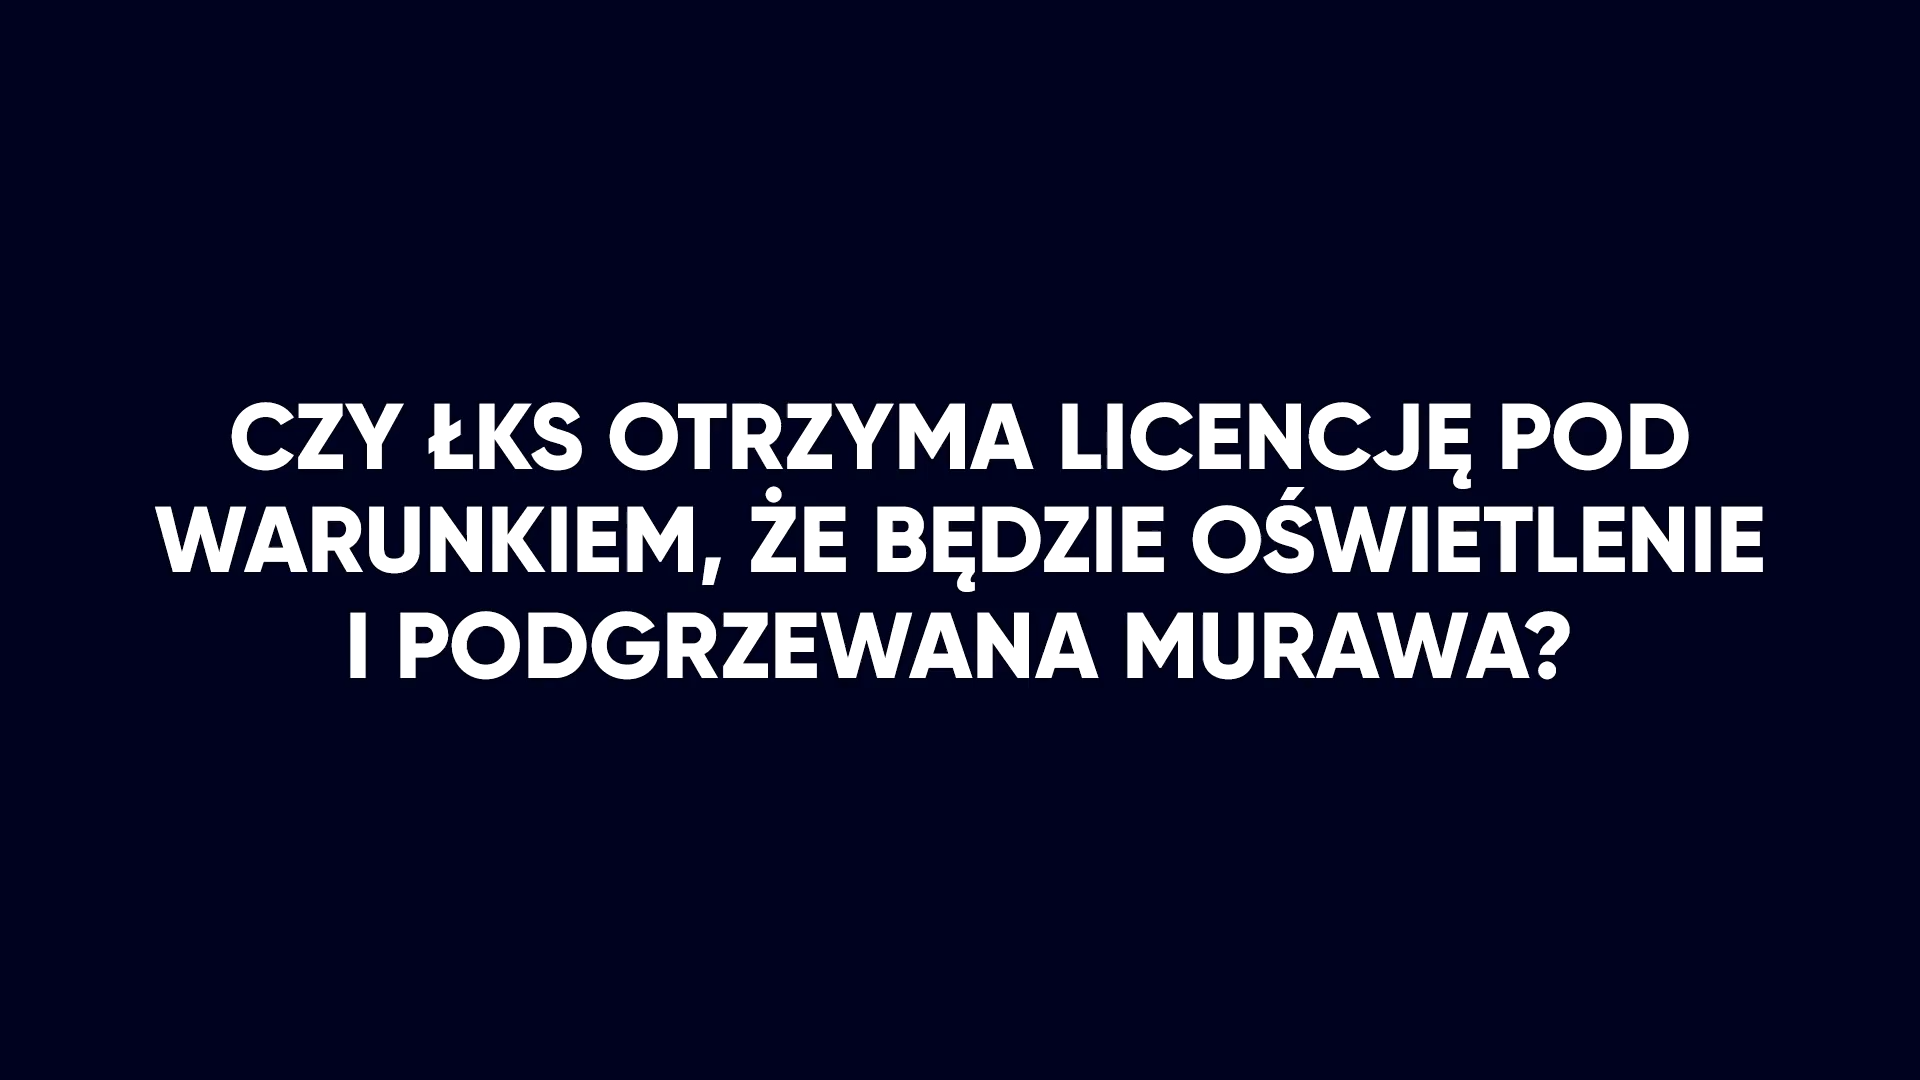 CZY ŁKS OTRZYMA LICENCJĘ POD
WARUNKIEM, ŻE BĘDZIE OŚWIETLENIE
I PODGRZEWANA MURAWA?